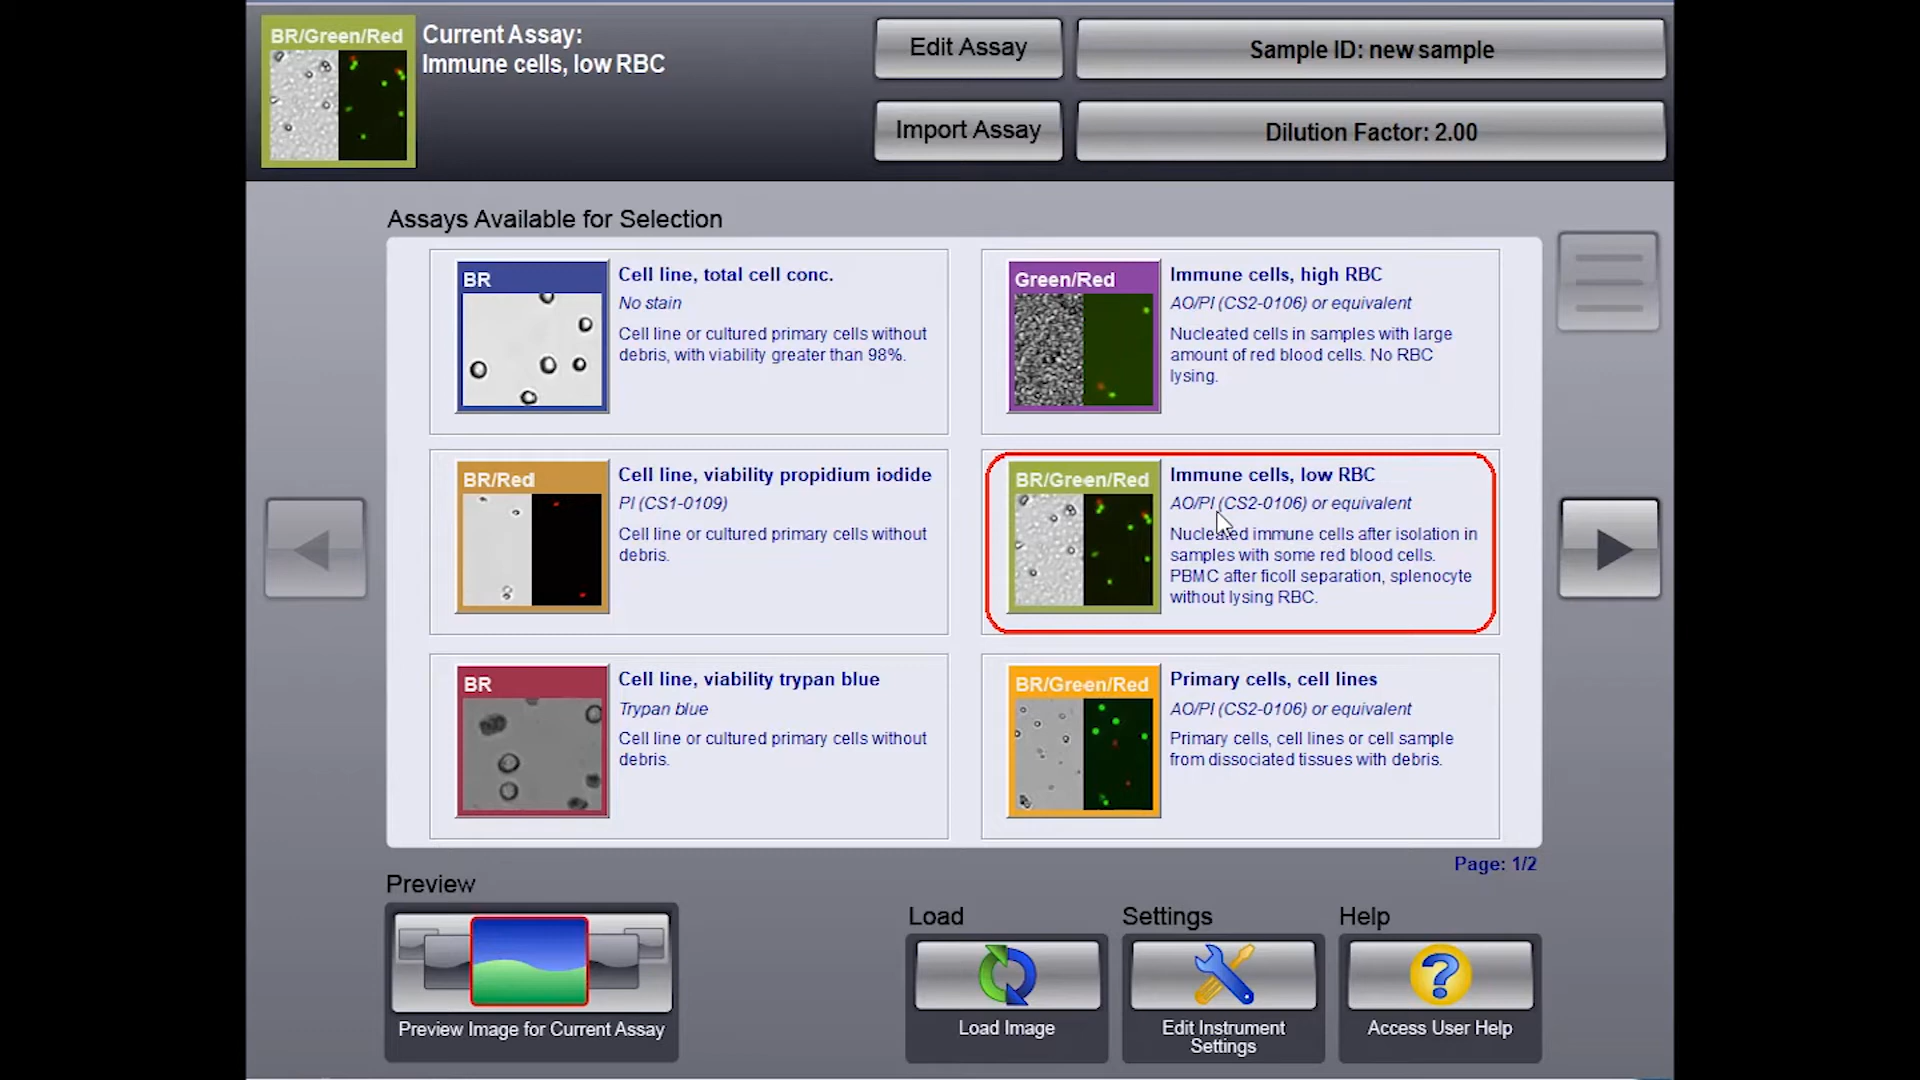 BR/Green/Red
Current Assay:
Immune cells, low RBC
Edit Assay
Sample ID: new sample
Import Assay
Dilution Factor: 2.00
Assays Available for Selection
BR
Cell line, total cell conc.
No stain
Cell line or cultured primary cells without
debris, with viability greater than 98%.
Green/Red
Immune cells, high RBC
AO/PI (CS2-0106) or equivalent
Nucleated cells in samples with large
amount of red blood cells. No RBC
lysing.
BR/Red
Cell line, viability propidium iodide
PI (CS1-0109)
Cell line or cultured primary cells without
debris.
BR/Green/Red
Immune cells, low RBC
AO/PI (CS2-0106) or equivalent
Nucleated immune cells after isolation in
samples with some red blood cells.
PBMC after ficoll separation, splenocyte
without lysing RBC.
BR
Cell line, viability trypan blue
Trypan blue
Cell line or cultured primary cells without
debris.
BR/Green/Red
Primary cells, cell lines
AO/PI (CS2-0106) or equivalent
Primary cells, cell lines or cell sample
from dissociated tissues with debris.
Page: 1/2
Preview
Preview Image for Current Assay
Load
Load Image
Settings
Edit Instrument
Settings
Help
Access User Help